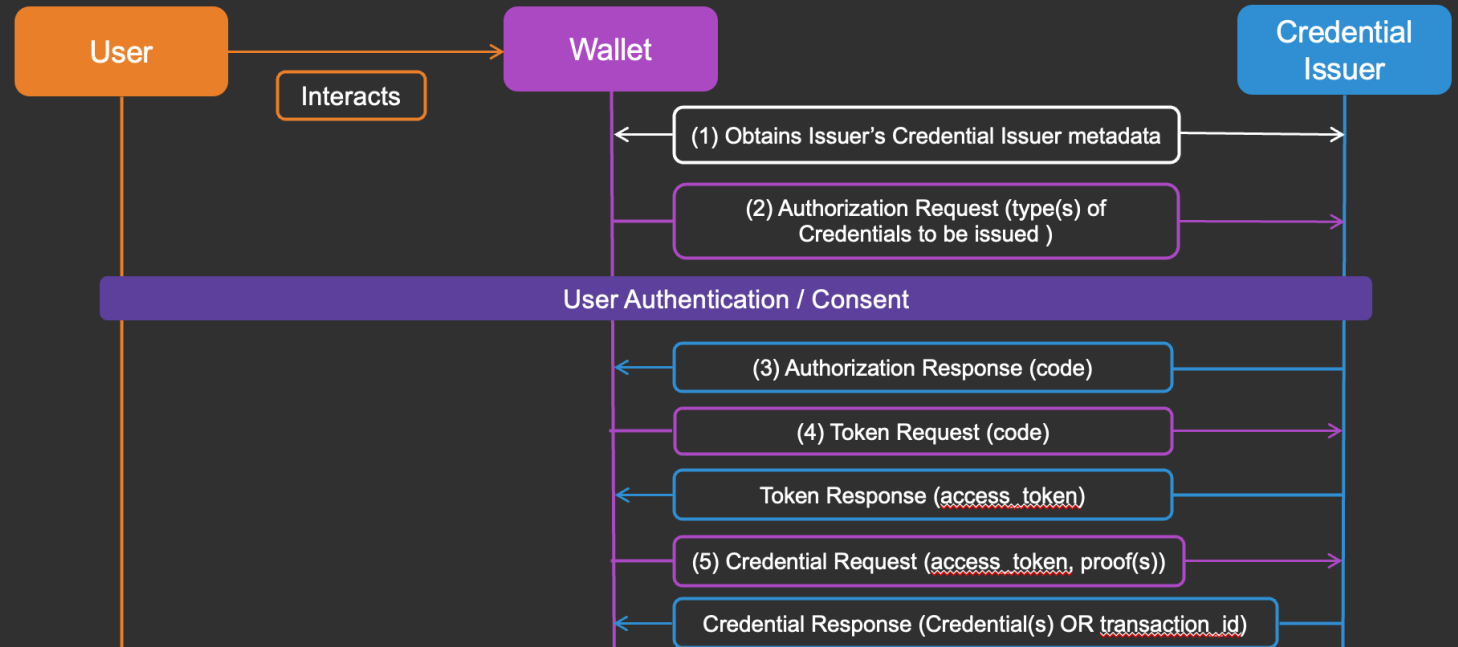 User
Wallet
Credential
Issuer
Interacts
(1) Obtains Issuer’s Credential Issuer metadata
(2) Authorization Request (type(s) of
Credentials to be issued )
User Authentication / Consent
(3) Authorization Response (code)
(4) Token Request (code)
Token Response (access_token)
(5) Credential Request (access_token, proof(s))
Credential Response (Credential(s) OR transaction_id)